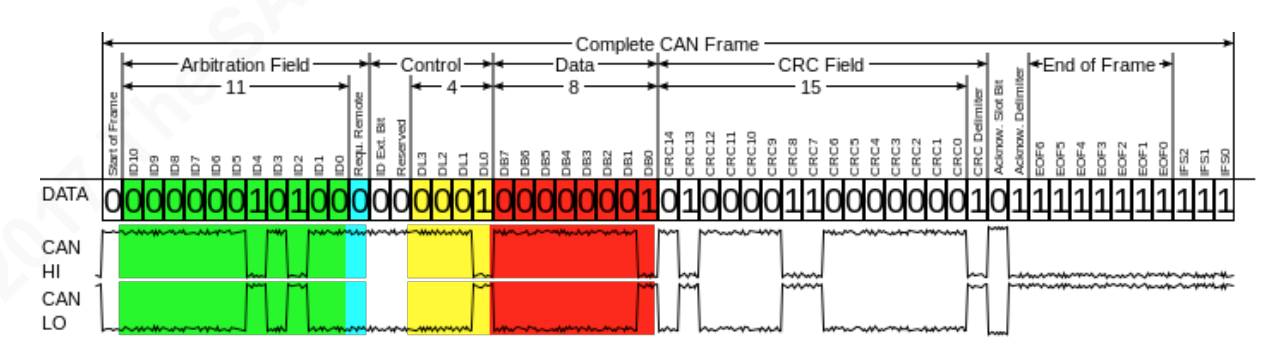 2017 The SA
Complete CAN Frame
Arbitration Field Control Data CRC Field End of Frame
11 4 8 15
Start of Frame
ID10
ID9
ID8
ID7
ID6
ID5
ID4
ID3
ID2
ID1
ID0
Requ. Remote
ID Ext. Bit
Reserved
DL3
DL2
DL1
DL0
DB7
DB6
DB5
DB4
DB3
DB2
DB1
DB0
CRC14
CRC13
CRC12
CRC11
CRC10
CRC9
CRC8
CRC7
CRC6
CRC5
CRC4
CRC3
CRC2
CRC1
CRC0
CRC Delimiter
Acknow. Slot Bit
Acknow. Delimiter
EOF6
EOF5
EOF4
EOF3
EOF2
EOF1
EOF0
IFS2
IFS1
IFS0
DATA 0 0 0 0 0 0 0 1 0 1 0 0 0 0 0 0 0 0 1 0 0 0 0 0 0 0 1 0 1 0 0 0 0 1 1 0 0 0 0 0 0 0 1 0 1 1 1 1 1 1 1 1 1 1 1
CAN
HI
CAN
LO